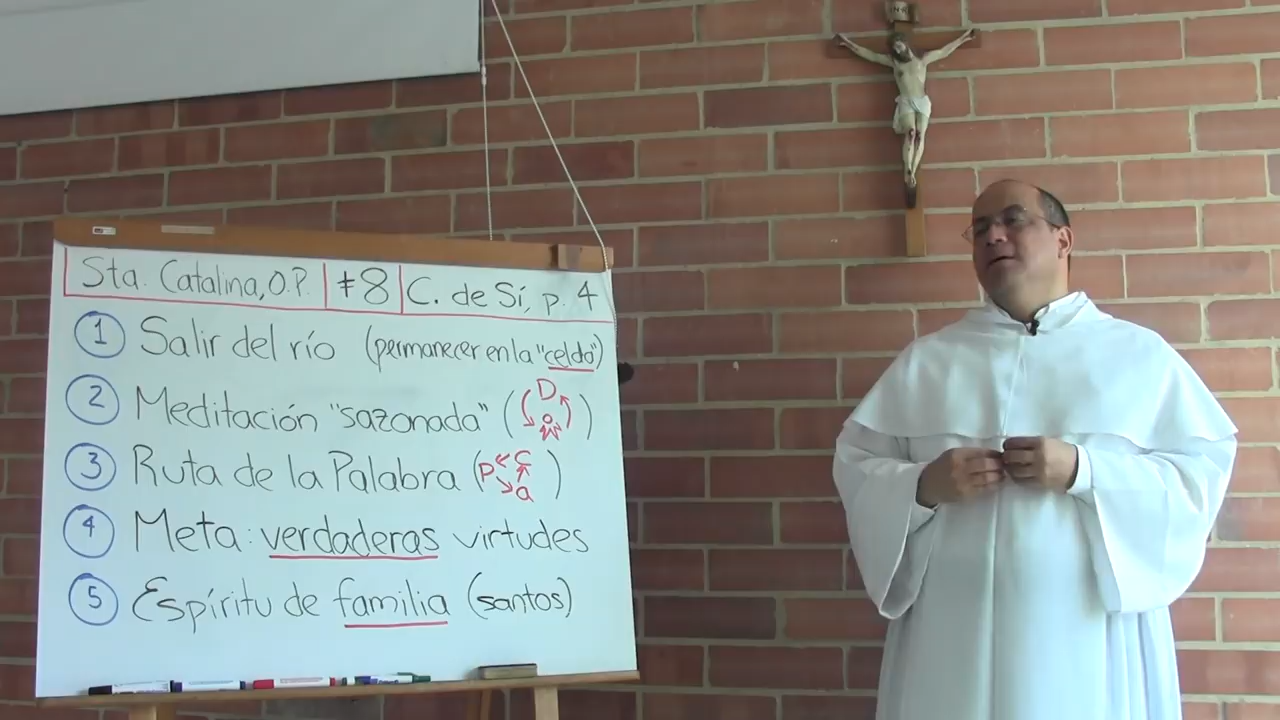 INRI
Sta. Catalina, O.P. #8 C. de Sí, p. 4
1 Salir del río (permanecer en la "celda")
2 Meditación "sazonada" (D)
3 Ruta de la Palabra (P C a)
4 Meta: verdaderas virtudes
5 Espíritu de familia (santos)